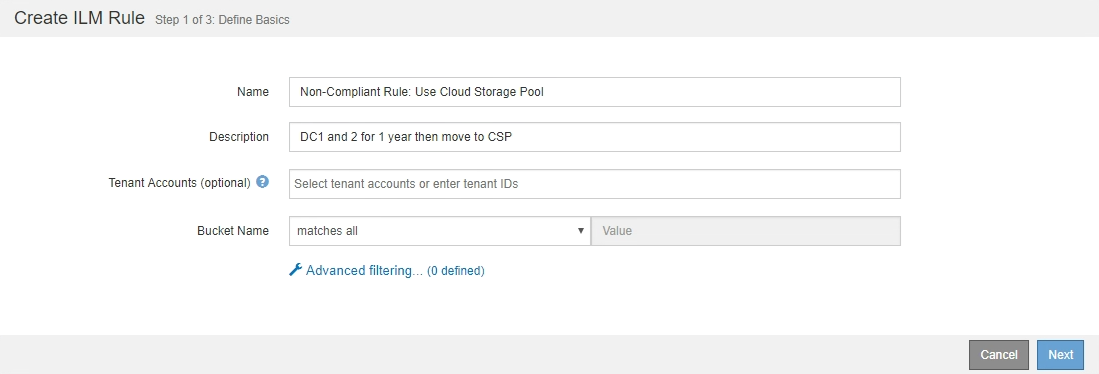 Create ILM Rule Step 1 of 3: Define Basics
Name Non-Compliant Rule: Use Cloud Storage Pool
Description DC1 and 2 for 1 year then move to CSP
Tenant Accounts (optional) ? Select tenant accounts or enter tenant IDs
Bucket Name matches all Value
Advanced filtering... (0 defined)
Cancel Next